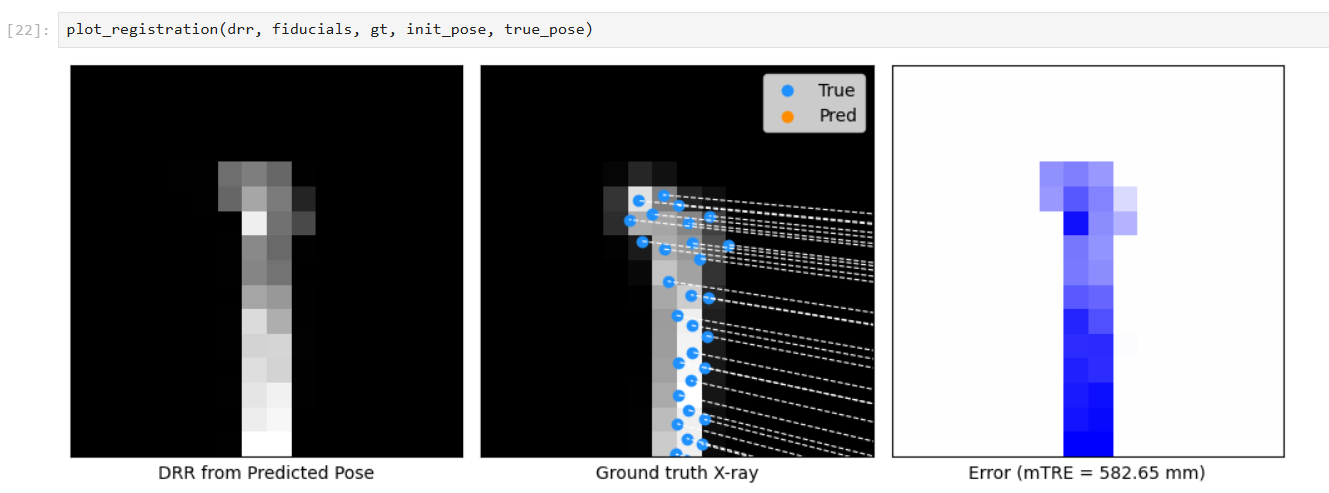 [22]: plot_registration(drr, fiducials, gt, init_pose, true_pose)
True
Pred
DRR from Predicted Pose
Ground truth X-ray
Error (mTRE = 582.65 mm)